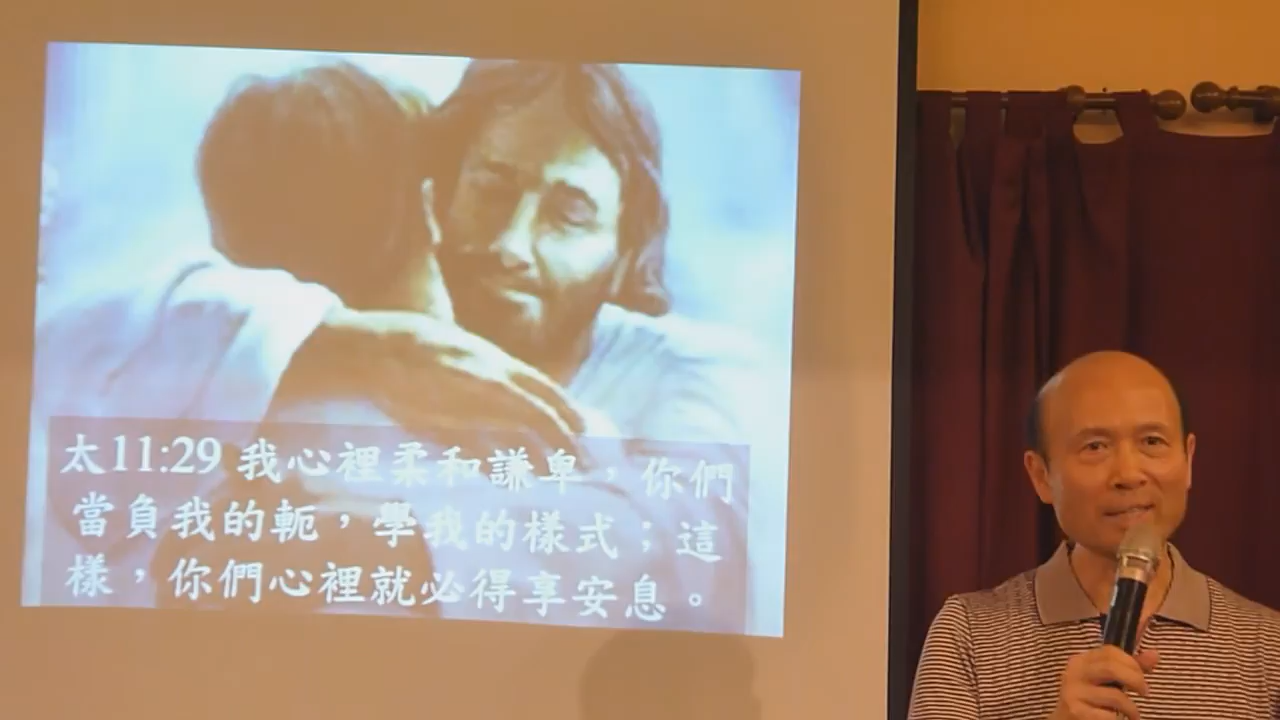 太11:29 我心裡柔和謙卑，你們
當負我的軛，學我的樣式；這
樣，你們心裡就必得享安息。